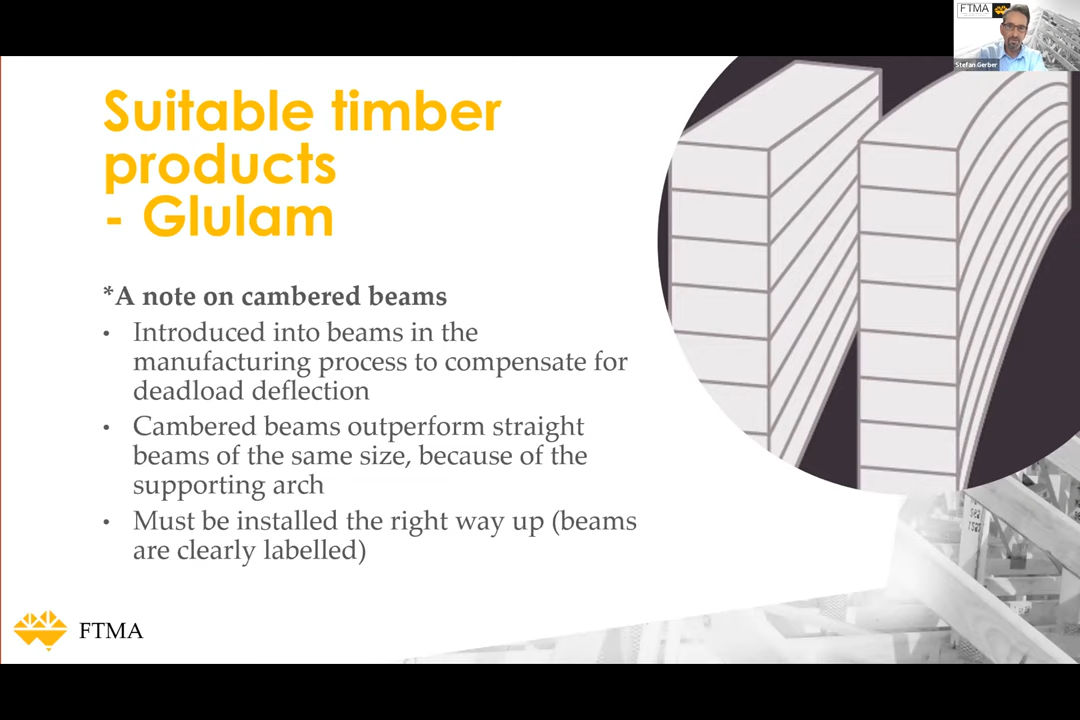 FTMA
Stefan Gerber
Suitable timber
products
- Glulam
*A note on cambered beams
• Introduced into beams in the
manufacturing process to compensate for
deadload deflection
• Cambered beams outperform straight
beams of the same size, because of the
supporting arch
• Must be installed the right way up (beams
are clearly labelled)
FTMA